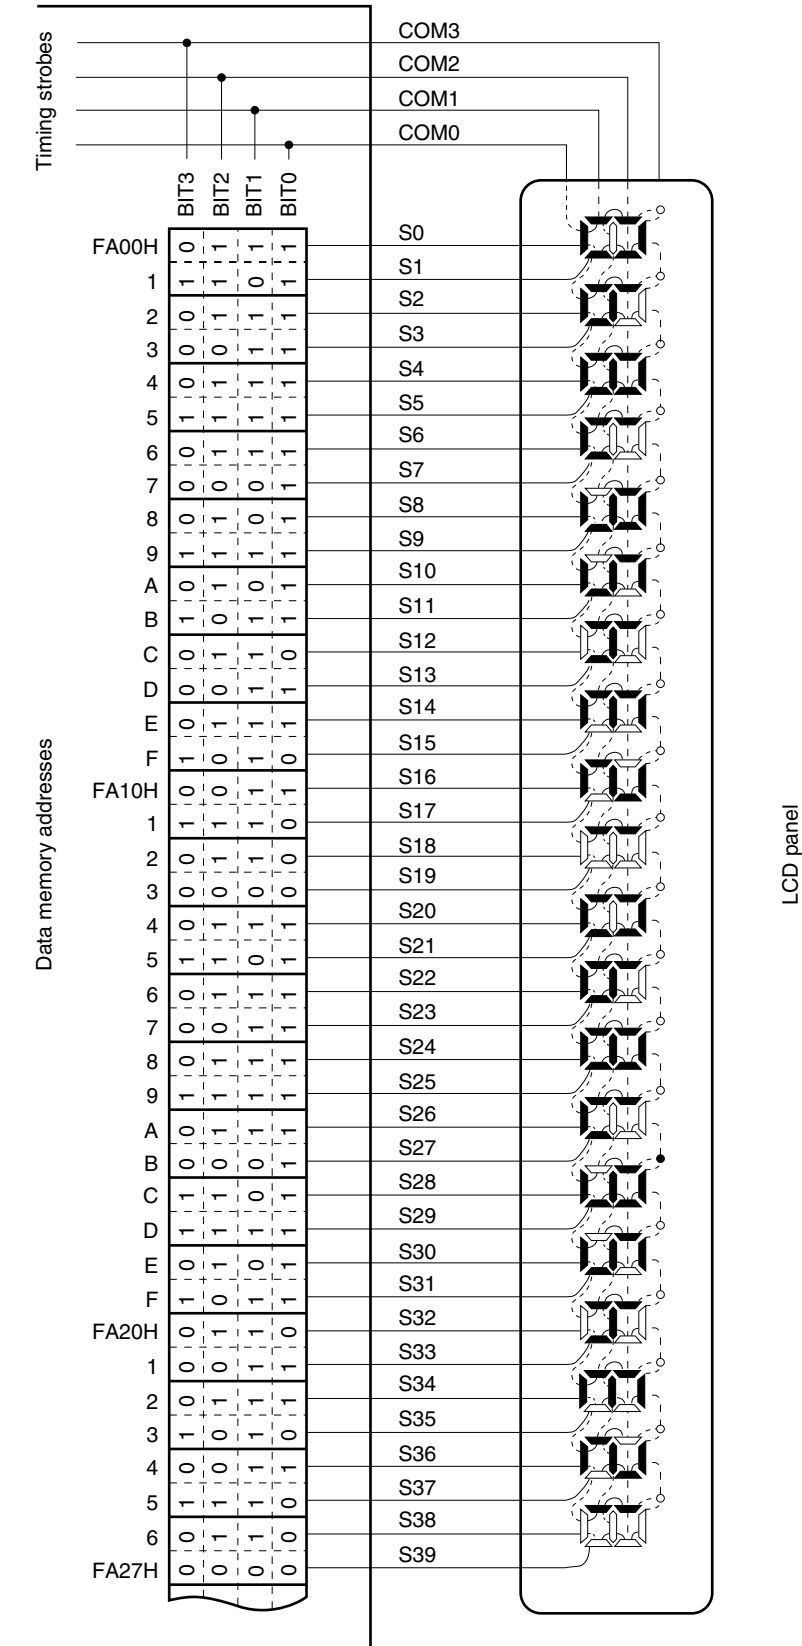 Timing strobes
COM3
COM2
COM1
COM0
BIT3 BIT2 BIT1 BIT0
Data memory addresses
FA00H 0 1 1 1 S0
1 1 1 0 1 S1
2 0 1 1 1 S2
3 0 0 1 1 S3
4 0 1 1 1 S4
5 1 1 1 1 S5
6 0 1 1 1 S6
7 0 0 0 1 S7
8 0 1 0 1 S8
9 1 1 1 1 S9
A 0 1 0 1 S10
B 1 0 1 1 S11
C 0 1 1 0 S12
D 0 0 1 1 S13
E 0 1 1 1 S14
F 1 0 1 0 S15
FA10H 0 0 1 1 S16
1 1 1 1 0 S17
2 0 1 1 0 S18
3 0 0 0 0 S19
4 0 1 1 1 S20
5 1 1 0 1 S21
6 0 1 1 1 S22
7 0 0 1 1 S23
8 0 1 1 1 S24
9 1 1 1 1 S25
A 0 1 1 1 S26
B 0 0 0 1 S27
C 1 1 0 1 S28
D 1 1 1 1 S29
E 0 1 0 1 S30
F 1 0 1 1 S31
FA20H 0 1 1 0 S32
1 0 0 1 1 S33
2 0 1 1 1 S34
3 1 0 1 0 S35
4 0 0 1 1 S36
5 1 1 1 0 S37
6 0 1 1 0 S38
FA27H 0 0 0 0 S39
LCD panel